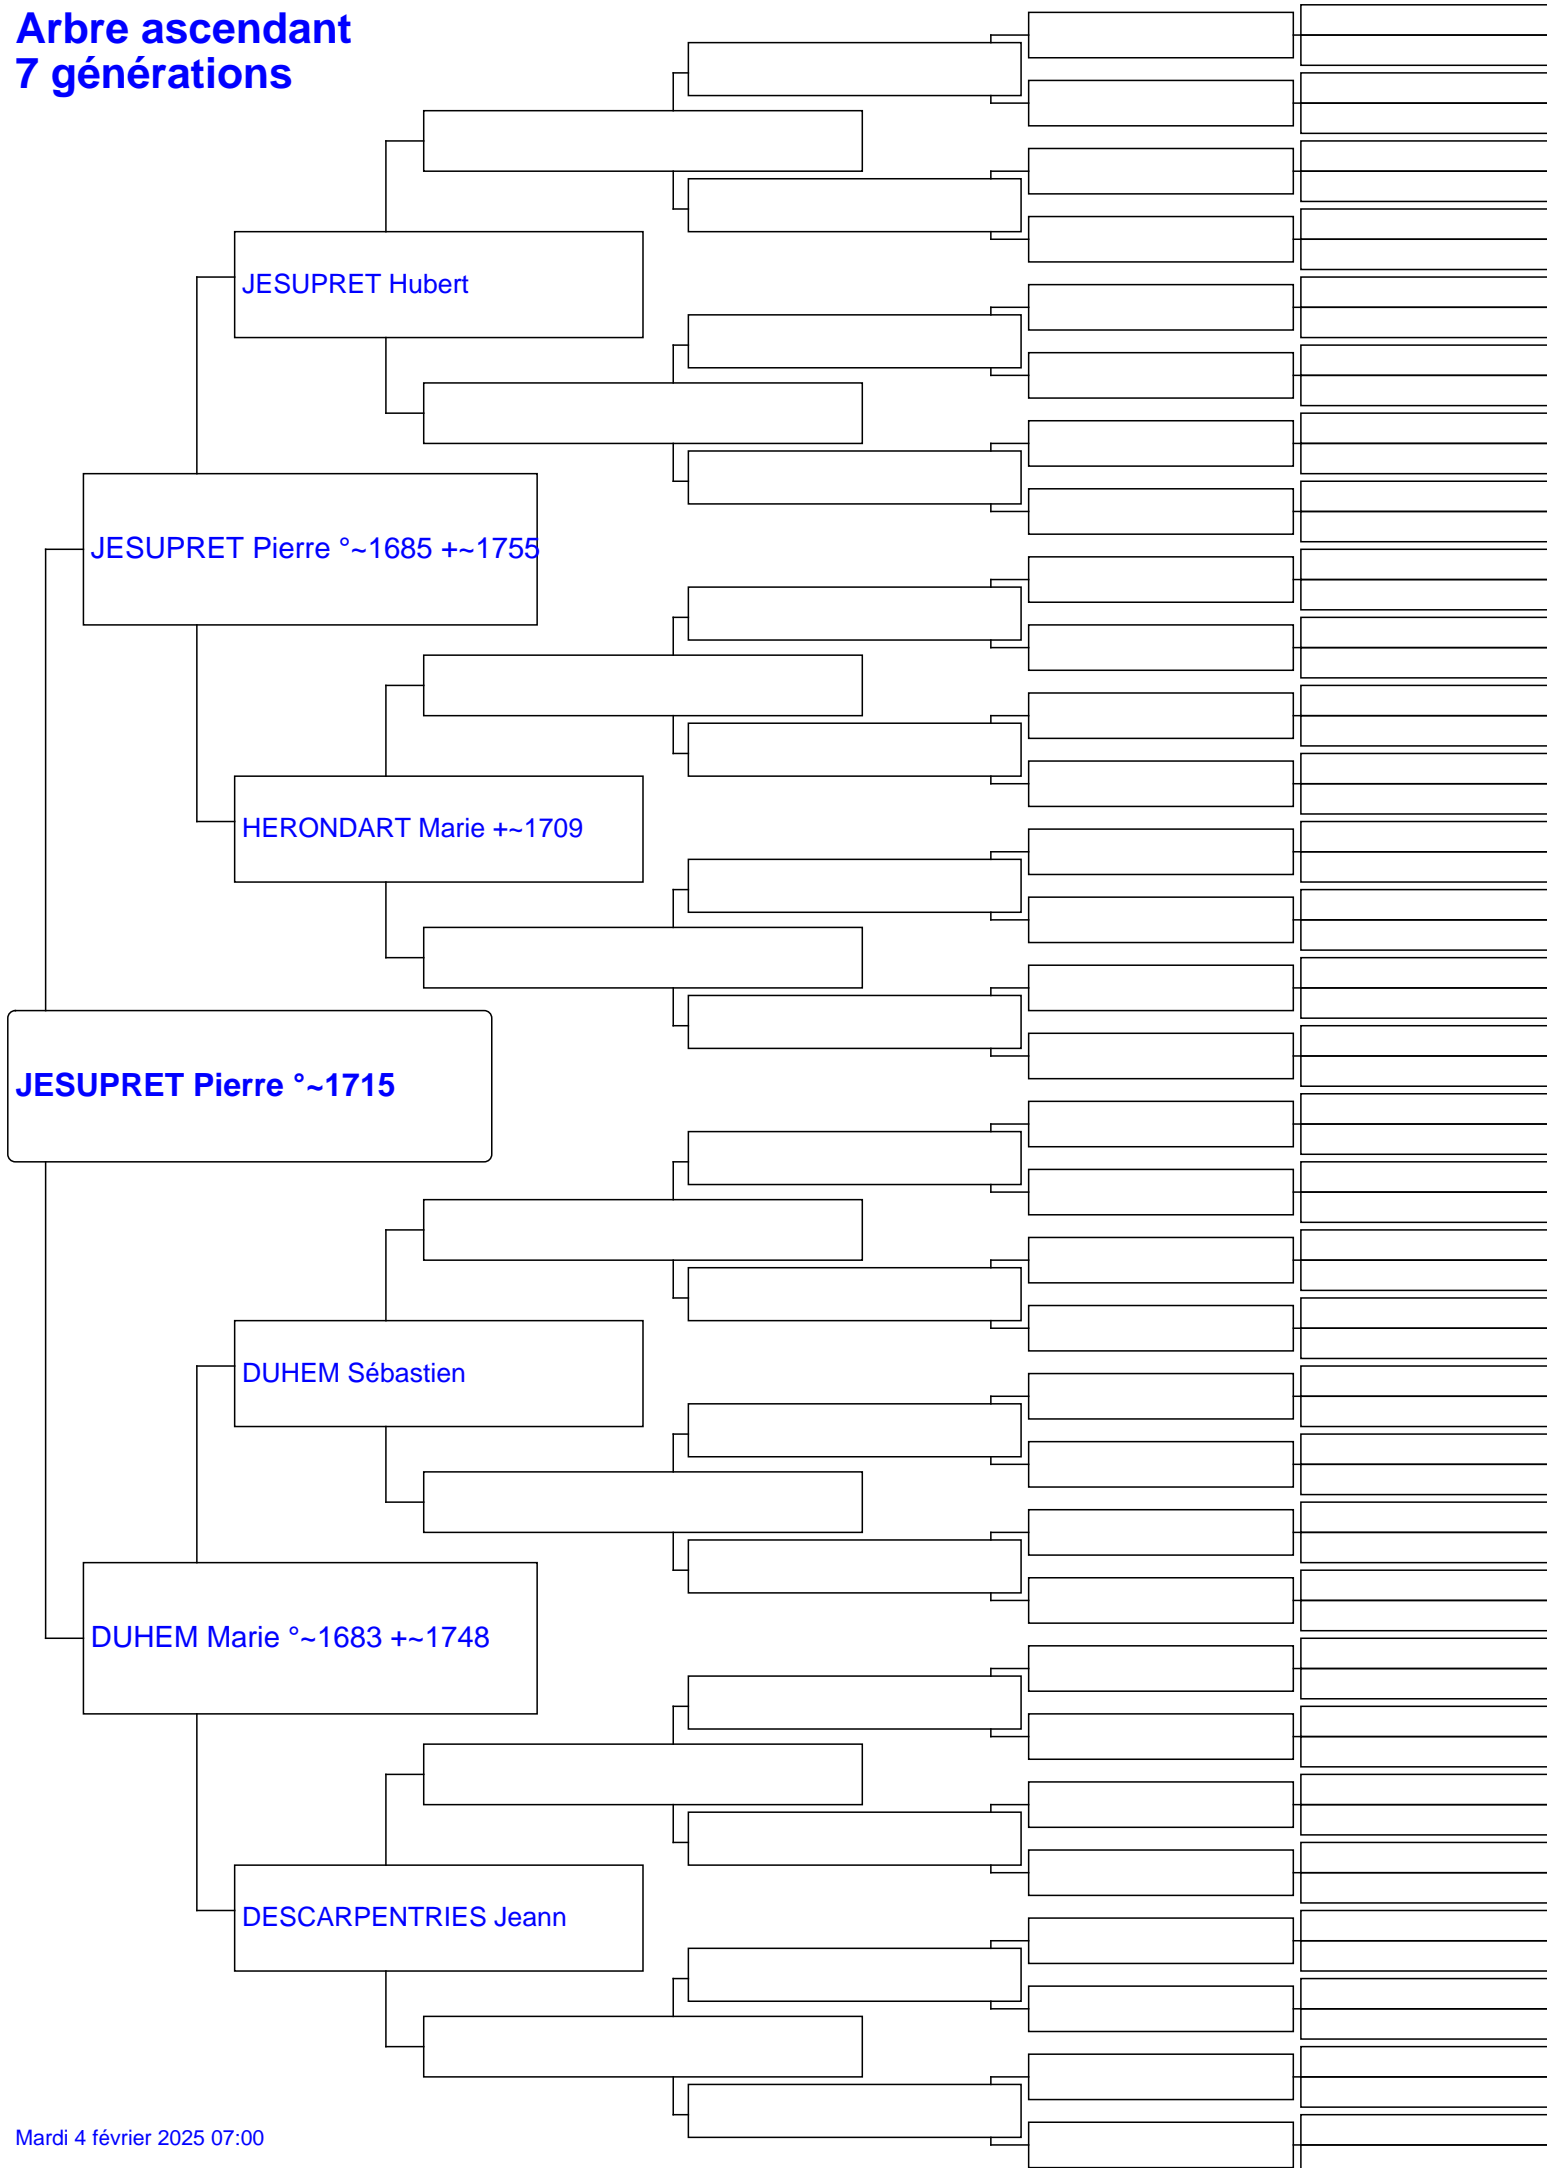 Arbre ascendant
7 générations
JESUPRET Hubert
JESUPRET Pierre °~1685 +~1755
HERONDART Marie +~1709
JESUPRET Pierre °~1715
DUHEM Sébastien
DUHEM Marie °~1683 +~1748
DESCARPENTRIES Jeann
Mardi 4 février 2025 07:00